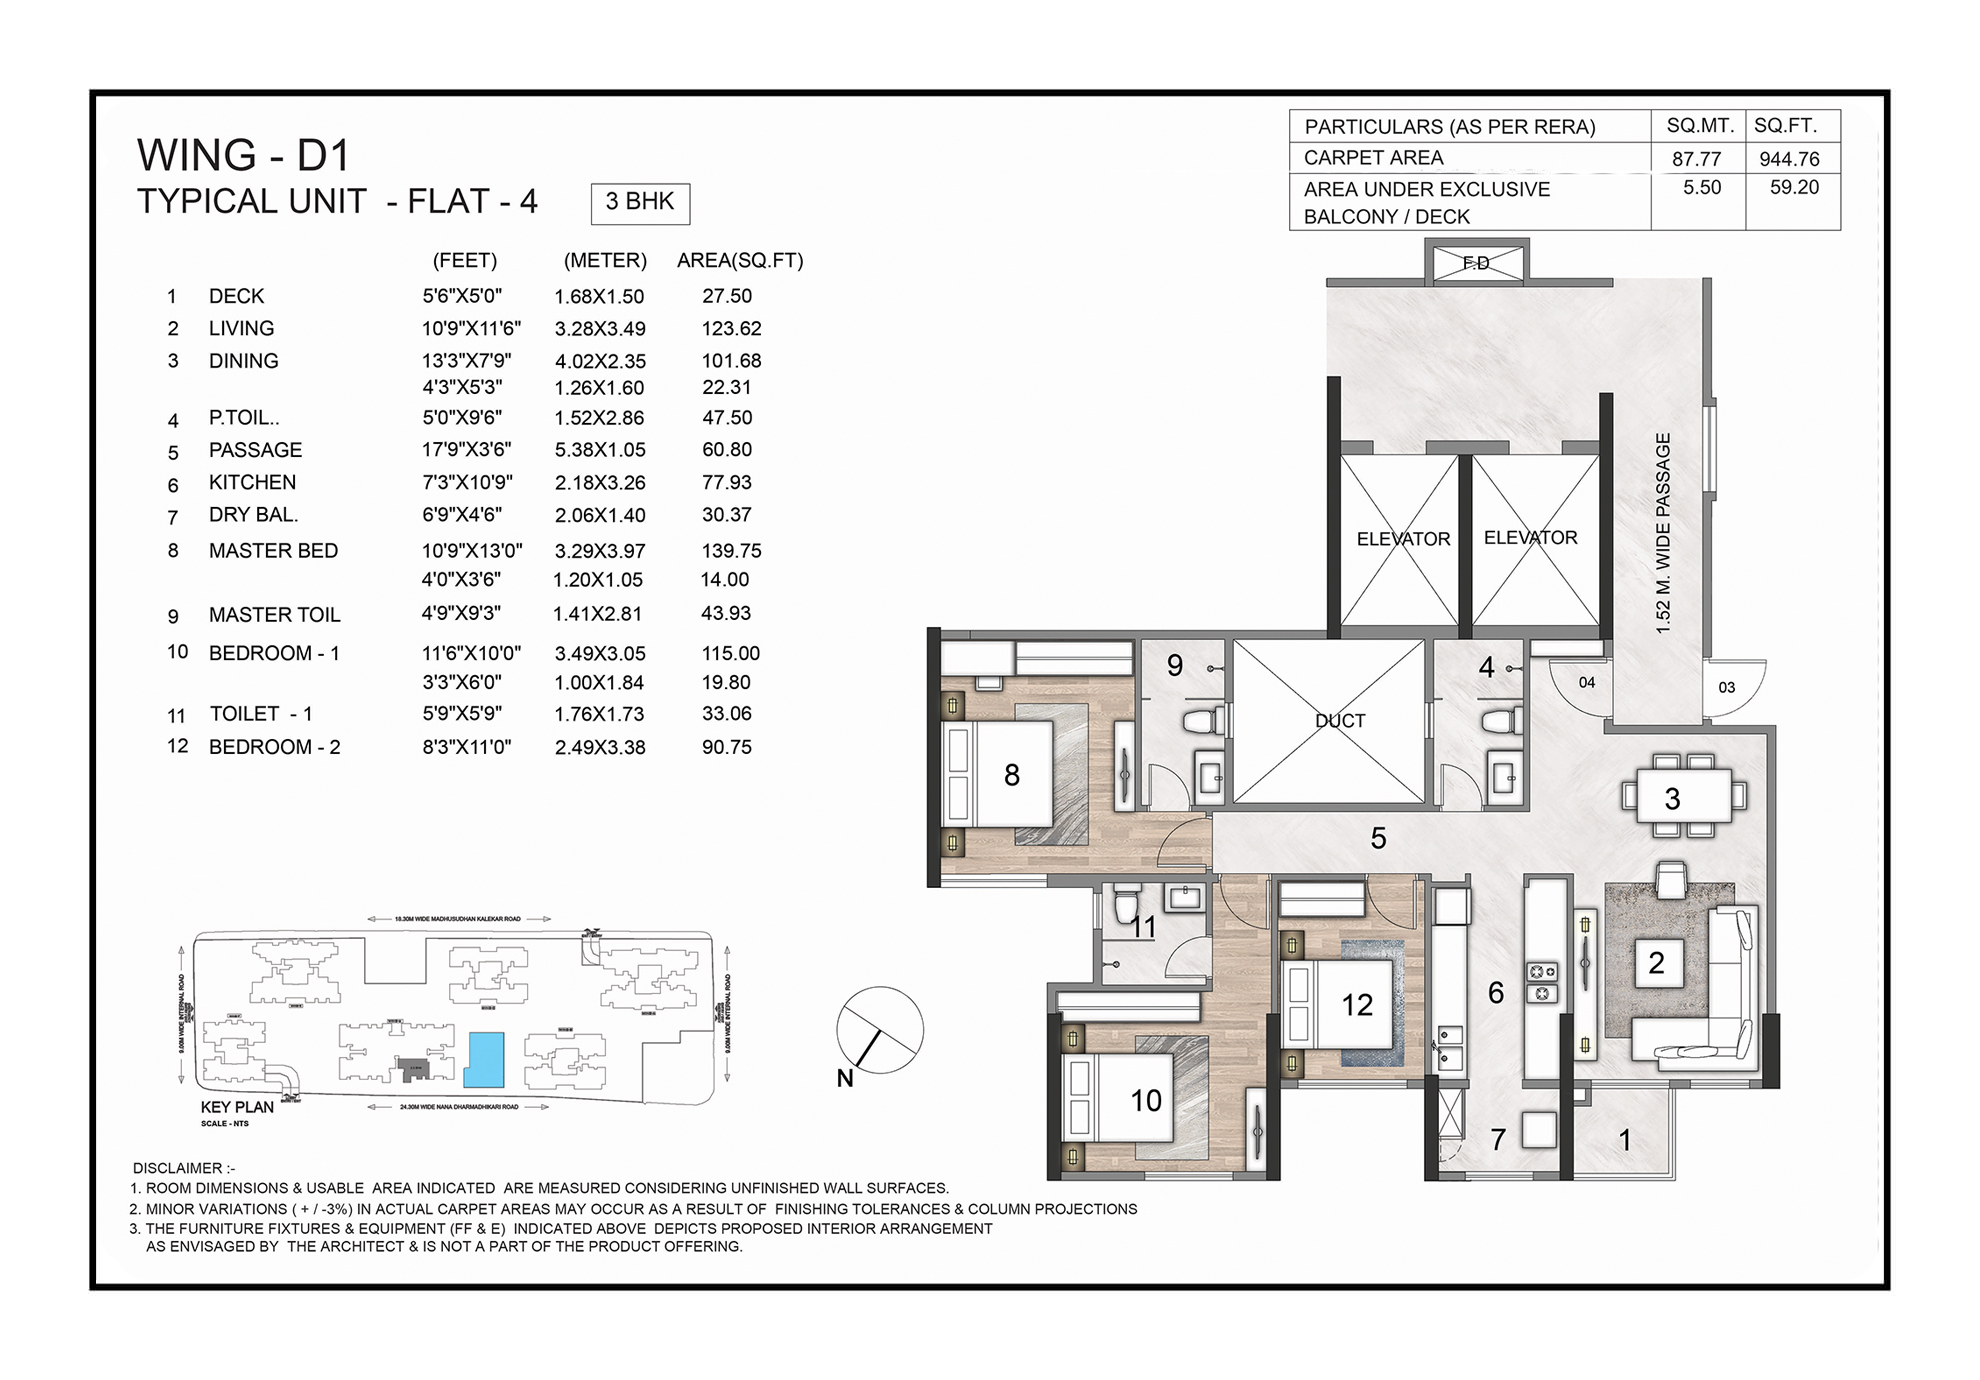 WING - D1
TYPICAL UNIT - FLAT - 4
3 BHK
PARTICULARS (AS PER RERA) SQ.MT. SQ.FT.
CARPET AREA 87.77 944.76
AREA UNDER EXCLUSIVE 5.50 59.20
BALCONY / DECK
(FEET) (METER) AREA(SQ.FT)
1 DECK 5'6"X5'0" 1.68X1.50 27.50
2 LIVING 10'9"X11'6" 3.28X3.49 123.62
3 DINING 13'3"X7'9" 4.02X2.35 101.68
4'3"X5'3" 1.26X1.60 22.31
4 P.TOIL.. 5'0"X9'6" 1.52X2.86 47.50
5 PASSAGE 17'9"X3'6" 5.38X1.05 60.80
6 KITCHEN 7'3"X10'9" 2.18X3.26 77.93
7 DRY BAL. 6'9"X4'6" 2.06X1.40 30.37
8 MASTER BED 10'9"X13'0" 3.29X3.97 139.75
4'0"X3'6" 1.20X1.05 14.00
9 MASTER TOIL 4'9"X9'3" 1.41X2.81 43.93
10 BEDROOM - 1 11'6"X10'0" 3.49X3.05 115.00
3'3"X6'0" 1.00X1.84 19.80
11 TOILET - 1 5'9"X5'9" 1.76X1.73 33.06
12 BEDROOM - 2 8'3"X11'0" 2.49X3.38 90.75
F.D
ELEVATOR
ELEVATOR
1.52 M. WIDE PASSAGE
9
4
04
03
DUCT
8
3
5
11
2
12
6
10
7
1
18.30M WIDE MADHUSUDHAN KALEKAR ROAD
9.00M WIDE INTERNAL ROAD
9.00M WIDE INTERNAL ROAD
24.30M WIDE NANA DHARMADHIKARI ROAD
KEY PLAN
SCALE - NTS
N
DISCLAIMER :-
1. ROOM DIMENSIONS & USABLE AREA INDICATED ARE MEASURED CONSIDERING UNFINISHED WALL SURFACES.
2. MINOR VARIATIONS ( + / -3%) IN ACTUAL CARPET AREAS MAY OCCUR AS A RESULT OF FINISHING TOLERANCES & COLUMN PROJECTIONS
3. THE FURNITURE FIXTURES & EQUIPMENT (FF & E) INDICATED ABOVE DEPICTS PROPOSED INTERIOR ARRANGEMENT
AS ENVISAGED BY THE ARCHITECT & IS NOT A PART OF THE PRODUCT OFFERING.